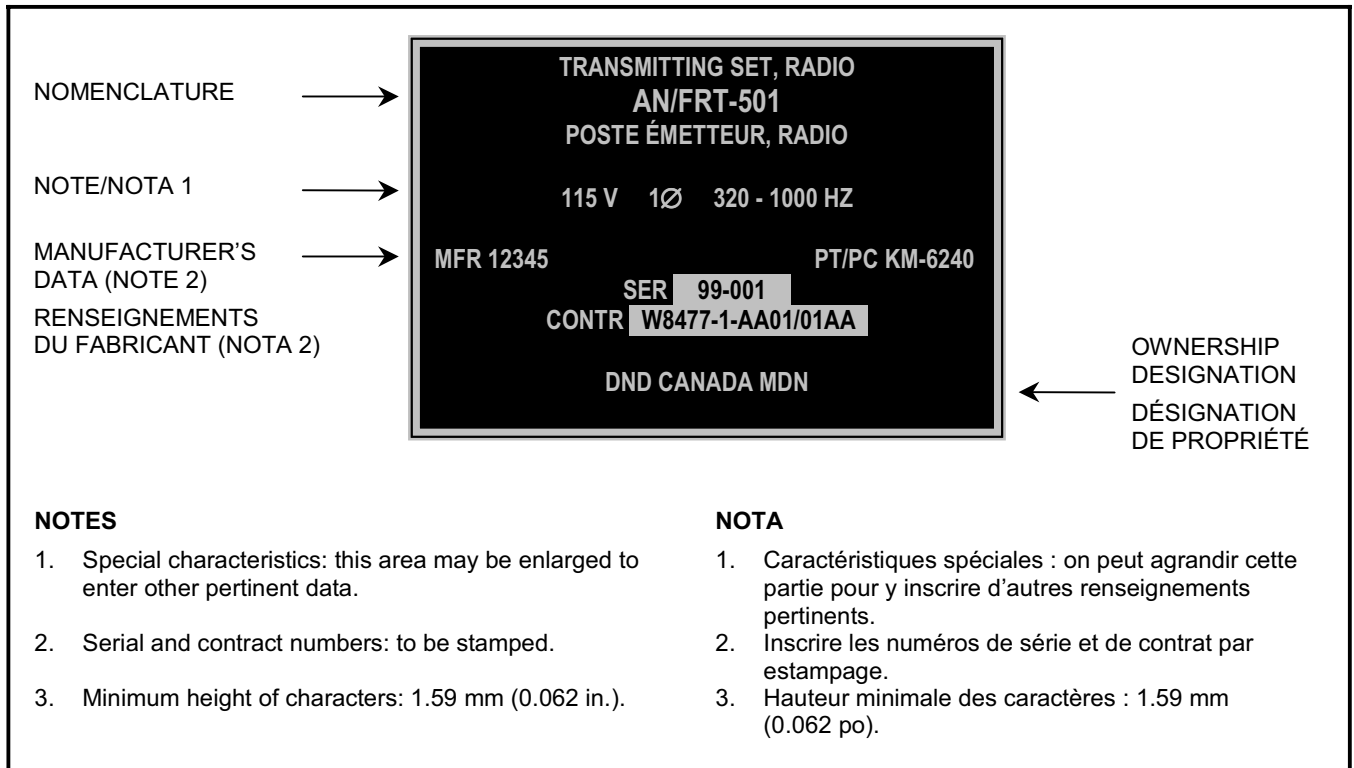 NOMENCLATURE
NOTE/NOTA 1
MANUFACTURER'S
DATA (NOTE 2)
RENSEIGNEMENTS
DU FABRICANT (NOTA 2)
TRANSMITTING SET, RADIO
AN/FRT-501
POSTE ÉMETTEUR, RADIO
115 V 1Ø 320 - 1000 HZ
MFR 12345 PT/PC KM-6240
SER 99-001
CONTR W8477-1-AA01/01AA
DND CANADA MDN
OWNERSHIP
DESIGNATION
DÉSIGNATION
DE PROPRIÉTÉ
NOTES
1. Special characteristics: this area may be enlarged to
enter other pertinent data.
2. Serial and contract numbers: to be stamped.
3. Minimum height of characters: 1.59 mm (0.062 in.).
NOTA
1. Caractéristiques spéciales : on peut agrandir cette
partie pour y inscrire d'autres renseignements
pertinents.
2. Inscrire les numéros de série et de contrat par
estampage.
3. Hauteur minimale des caractères : 1.59 mm
(0.062 po).